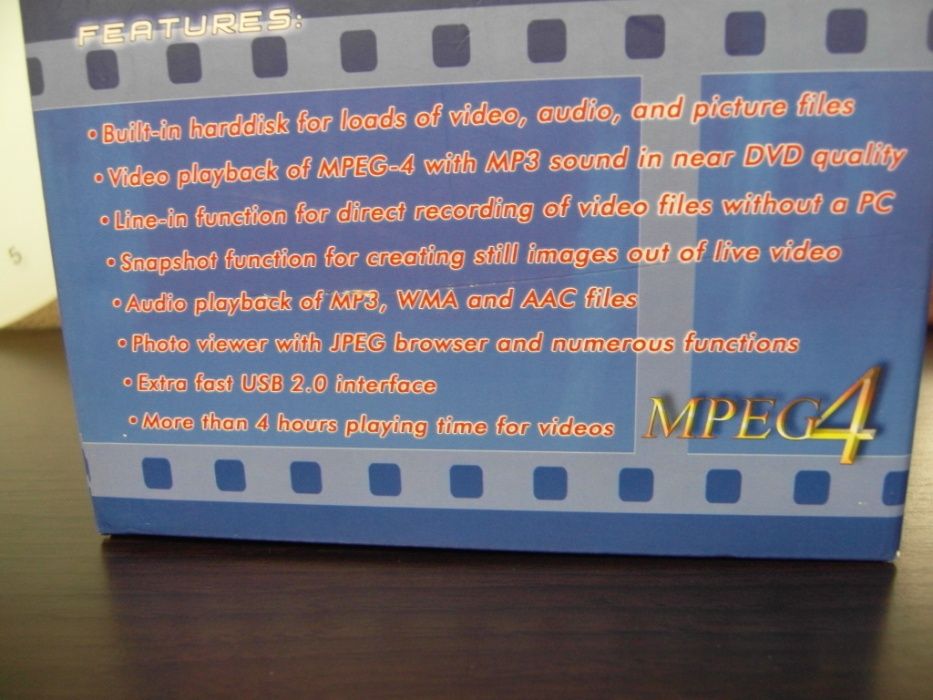 FEATURES:
• Built-in harddisk for loads of video, audio, and picture files
• Video playback of MPEG-4 with MP3 sound in near DVD quality
• Line-in function for direct recording of video files without a PC
• Snapshot function for creating still images out of live video
• Audio playback of MP3, WMA and AAC files
• Photo viewer with JPEG browser and numerous functions
• Extra fast USB 2.0 interface
• More than 4 hours playing time for videos
MPEG4
5